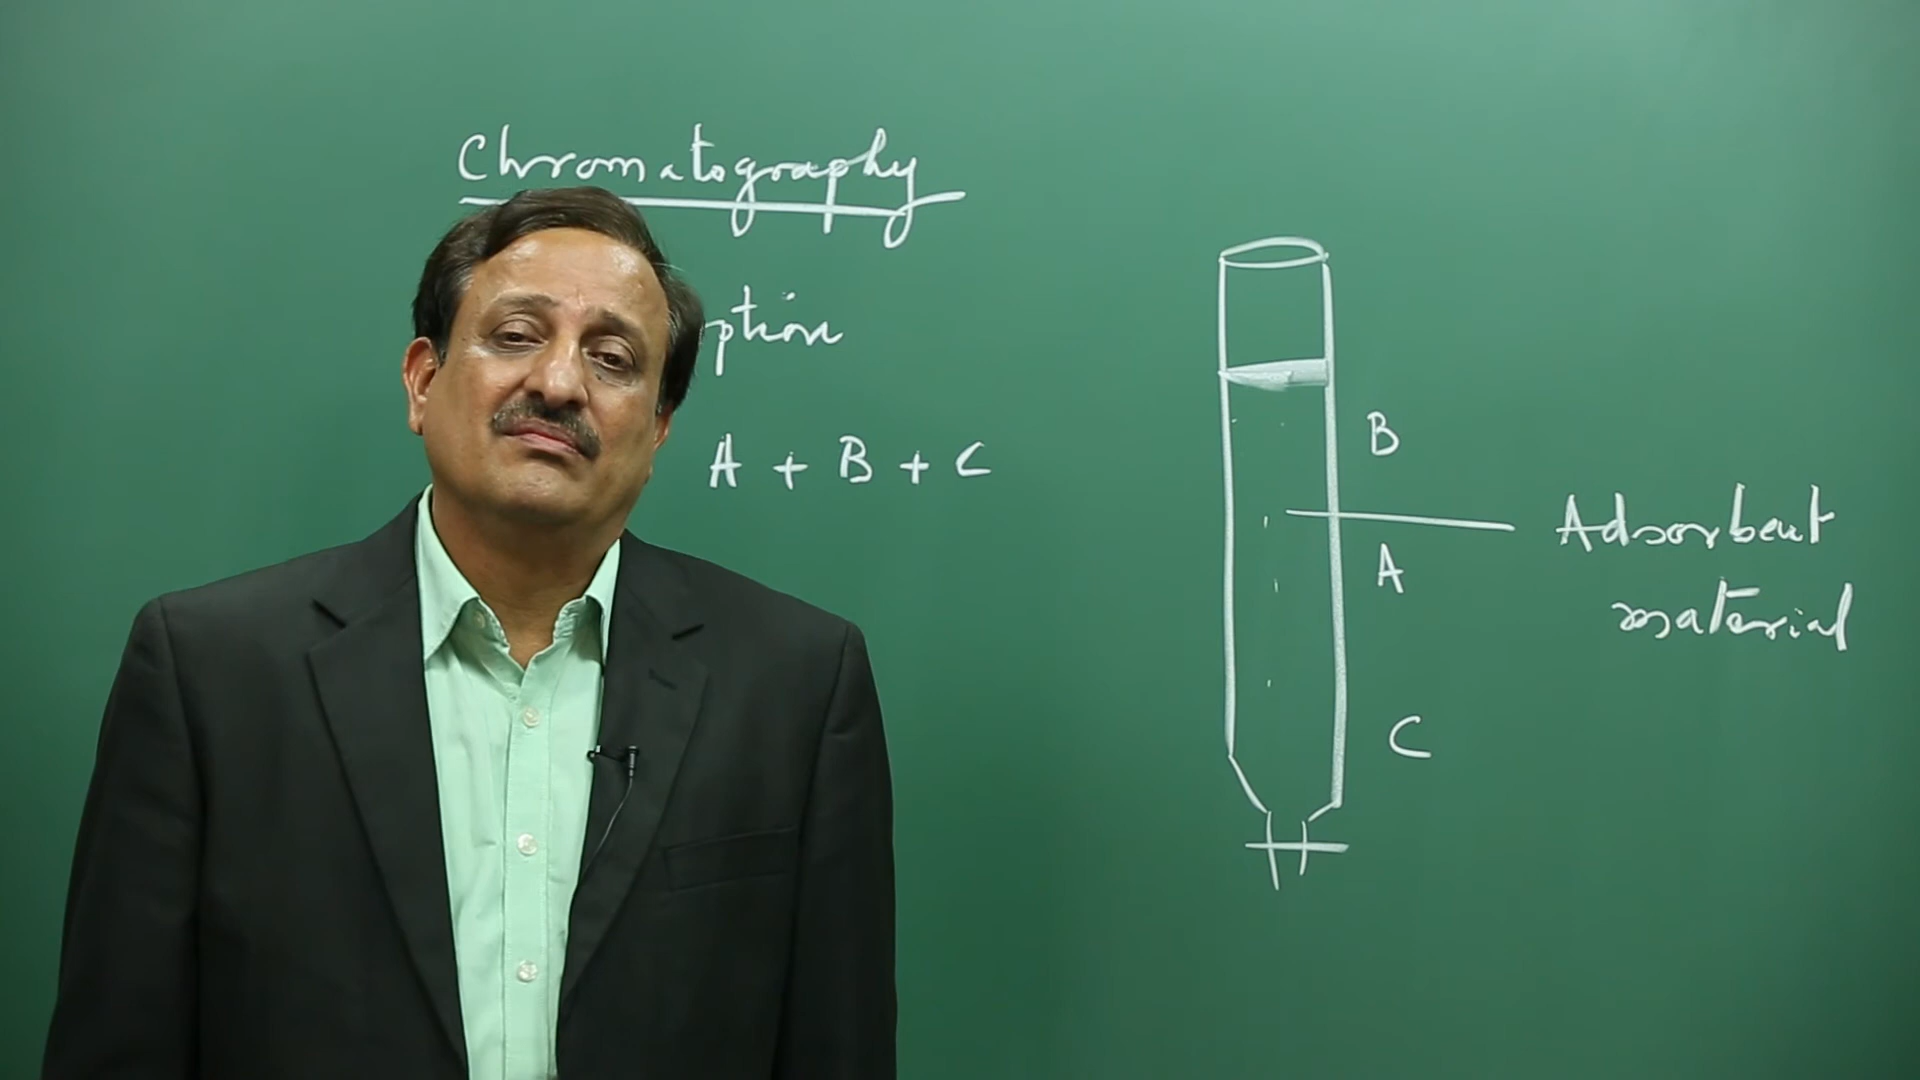 Chromatography
ption
A + B + C
B
Adsorbent
A
material
C